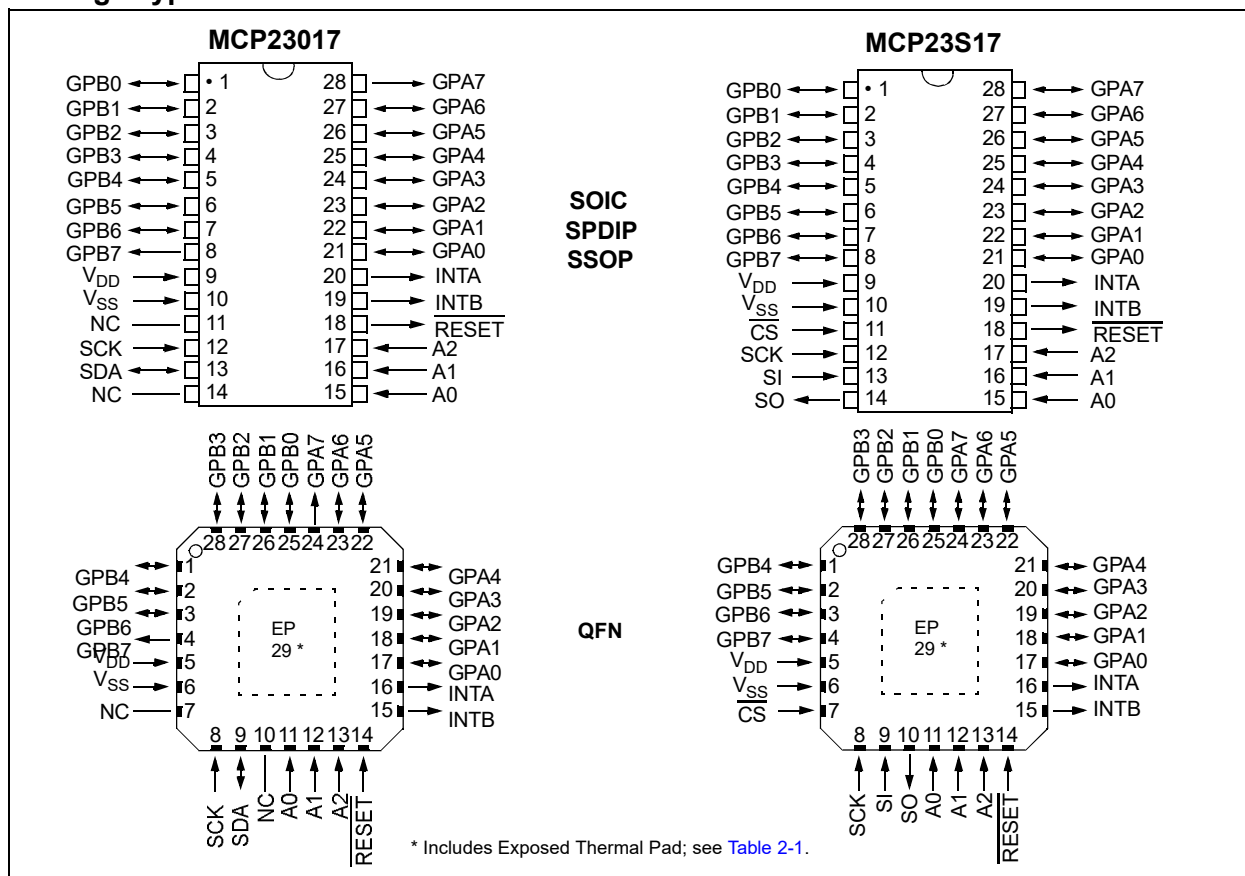 MCP23017
GPB0 • 1 28 GPA7
GPB1 2 27 GPA6
GPB2 3 26 GPA5
GPB3 4 25 GPA4
GPB4 5 24 GPA3
GPB5 6 23 GPA2
GPB6 7 22 GPA1
GPB7 8 21 GPA0
VDD 9 20 INTA
VSS 10 19 INTB
NC 11 18 RESET
SCK 12 17 A2
SDA 13 16 A1
NC 14 15 A0
SOIC
SPDIP
SSOP
MCP23S17
GPB0 • 1 28 GPA7
GPB1 2 27 GPA6
GPB2 3 26 GPA5
GPB3 4 25 GPA4
GPB4 5 24 GPA3
GPB5 6 23 GPA2
GPB6 7 22 GPA1
GPB7 8 21 GPA0
VDD 9 20 INTA
VSS 10 19 INTB
CS 11 18 RESET
SCK 12 17 A2
SI 13 16 A1
SO 14 15 A0
GPB3 GPB2 GPB1 GPB0 GPA7 GPA6 GPA5
28 27 26 25 24 23 22
GPB4 1 21 GPA4
GPB5 2 20 GPA3
GPB6 3 19 GPA2
GPB7 4 18 GPA1
VDD 5 17 GPA0
VSS 6 16 INTA
NC 7 15 INTB
EP
29 *
8 9 10 11 12 13 14
SCK SDA NC A0 A1 A2 RESET
QFN
GPB3 GPB2 GPB1 GPB0 GPA7 GPA6 GPA5
28 27 26 25 24 23 22
GPB4 1 21 GPA4
GPB5 2 20 GPA3
GPB6 3 19 GPA2
GPB7 4 18 GPA1
VDD 5 17 GPA0
VSS 6 16 INTA
CS 7 15 INTB
EP
29 *
8 9 10 11 12 13 14
SCK SI SO A0 A1 A2 RESET
* Includes Exposed Thermal Pad; see Table 2-1.